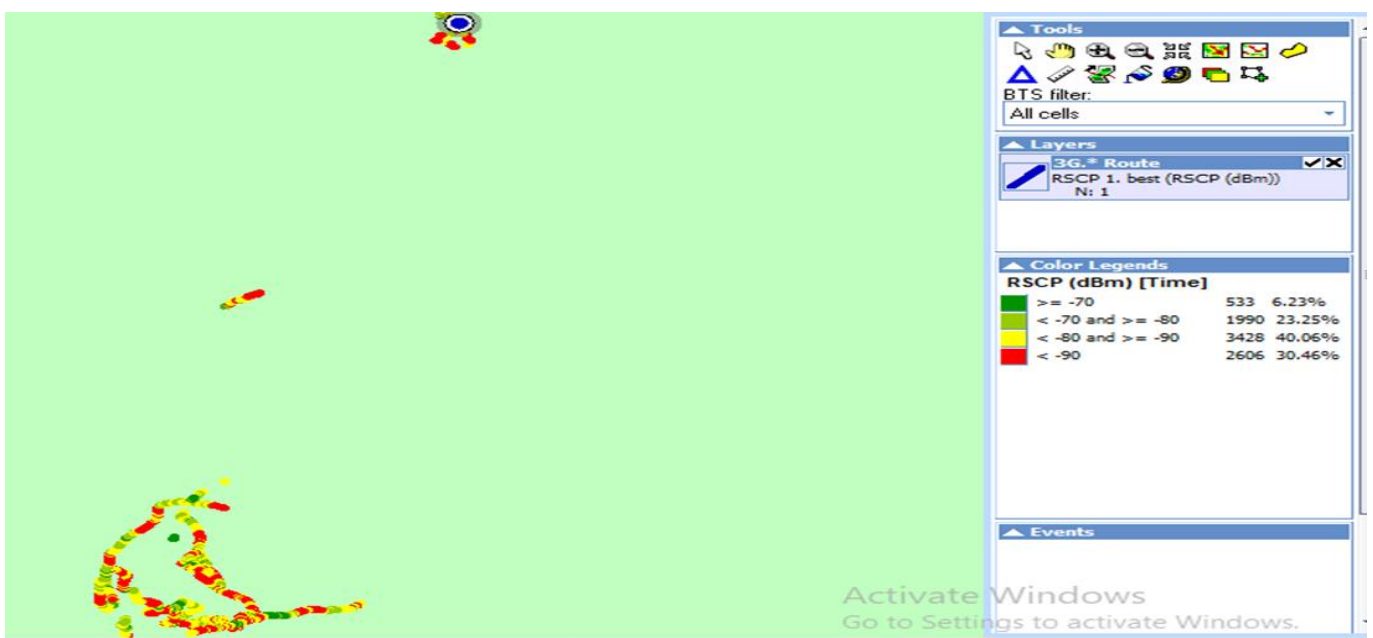 Tools
BTS filter:
All cells
Layers
3G.* Route
RSCP 1. best (RSCP (dBm))
N: 1
Color Legends
RSCP (dBm) [Time]
>= -70 533 6.23%
< -70 and >= -80 1990 23.25%
< -80 and >= -90 3428 40.06%
< -90 2606 30.46%
Events
Activate Windows
Go to Settings to activate Windows.